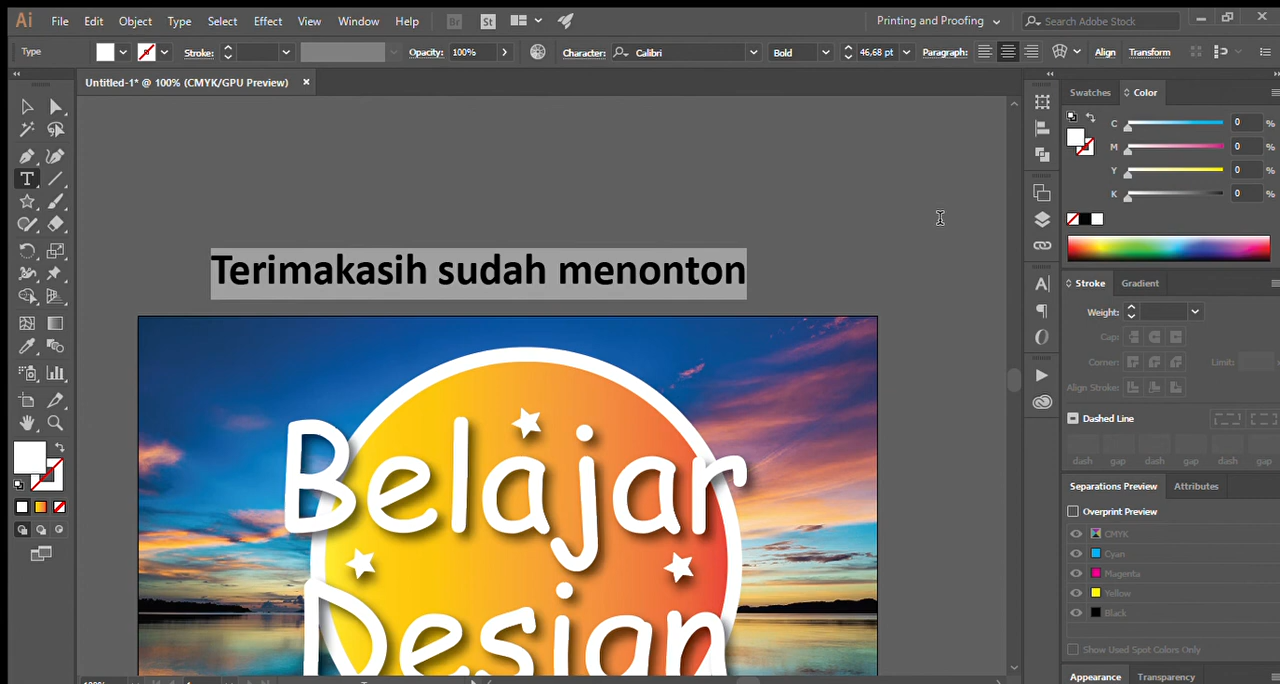 Ai File Edit Object Type Select Effect View Window Help Br St Printing and Proofing Search Adobe Stock
Type Stroke: Opacity: 100% Character: Calibri Bold 46,68 pt Paragraph: Align Transform
Untitled-1* @ 100% (CMYK/GPU Preview)
Terimakasih sudah menonton
Belajar
Design
Swatches Color
C 0 %
M 0 %
Y 0 %
K 0 %
Stroke Gradient
Weight:
Cap:
Corner: Limit:
Align Stroke:
Dashed Line
dash gap dash gap dash gap
Separations Preview Attributes
Overprint Preview
CMYK
Cyan
Magenta
Yellow
Black
Show Used Spot Colors Only
Appearance Transparency